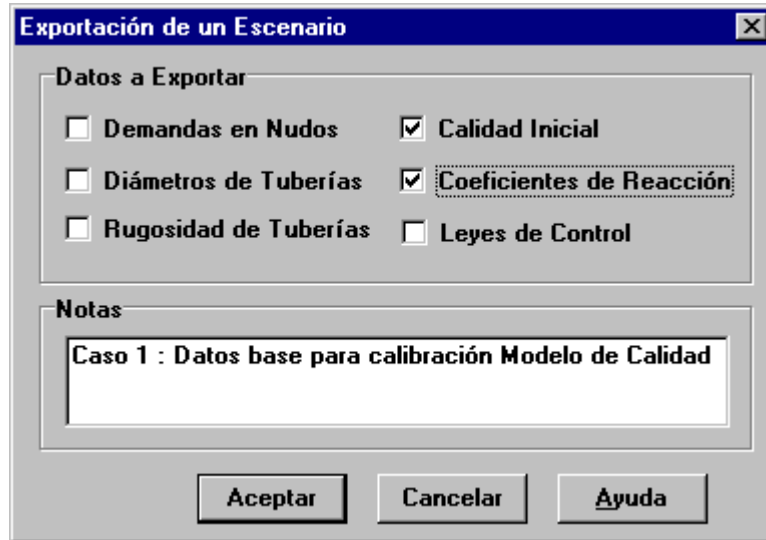 Exportación de un Escenario
Datos a Exportar
Demandas en Nudos
Calidad Inicial
Diámetros de Tuberías
Coeficientes de Reacción
Rugosidad de Tuberías
Leyes de Control
Notas
Caso 1 : Datos base para calibración Modelo de Calidad
Aceptar
Cancelar
Ayuda